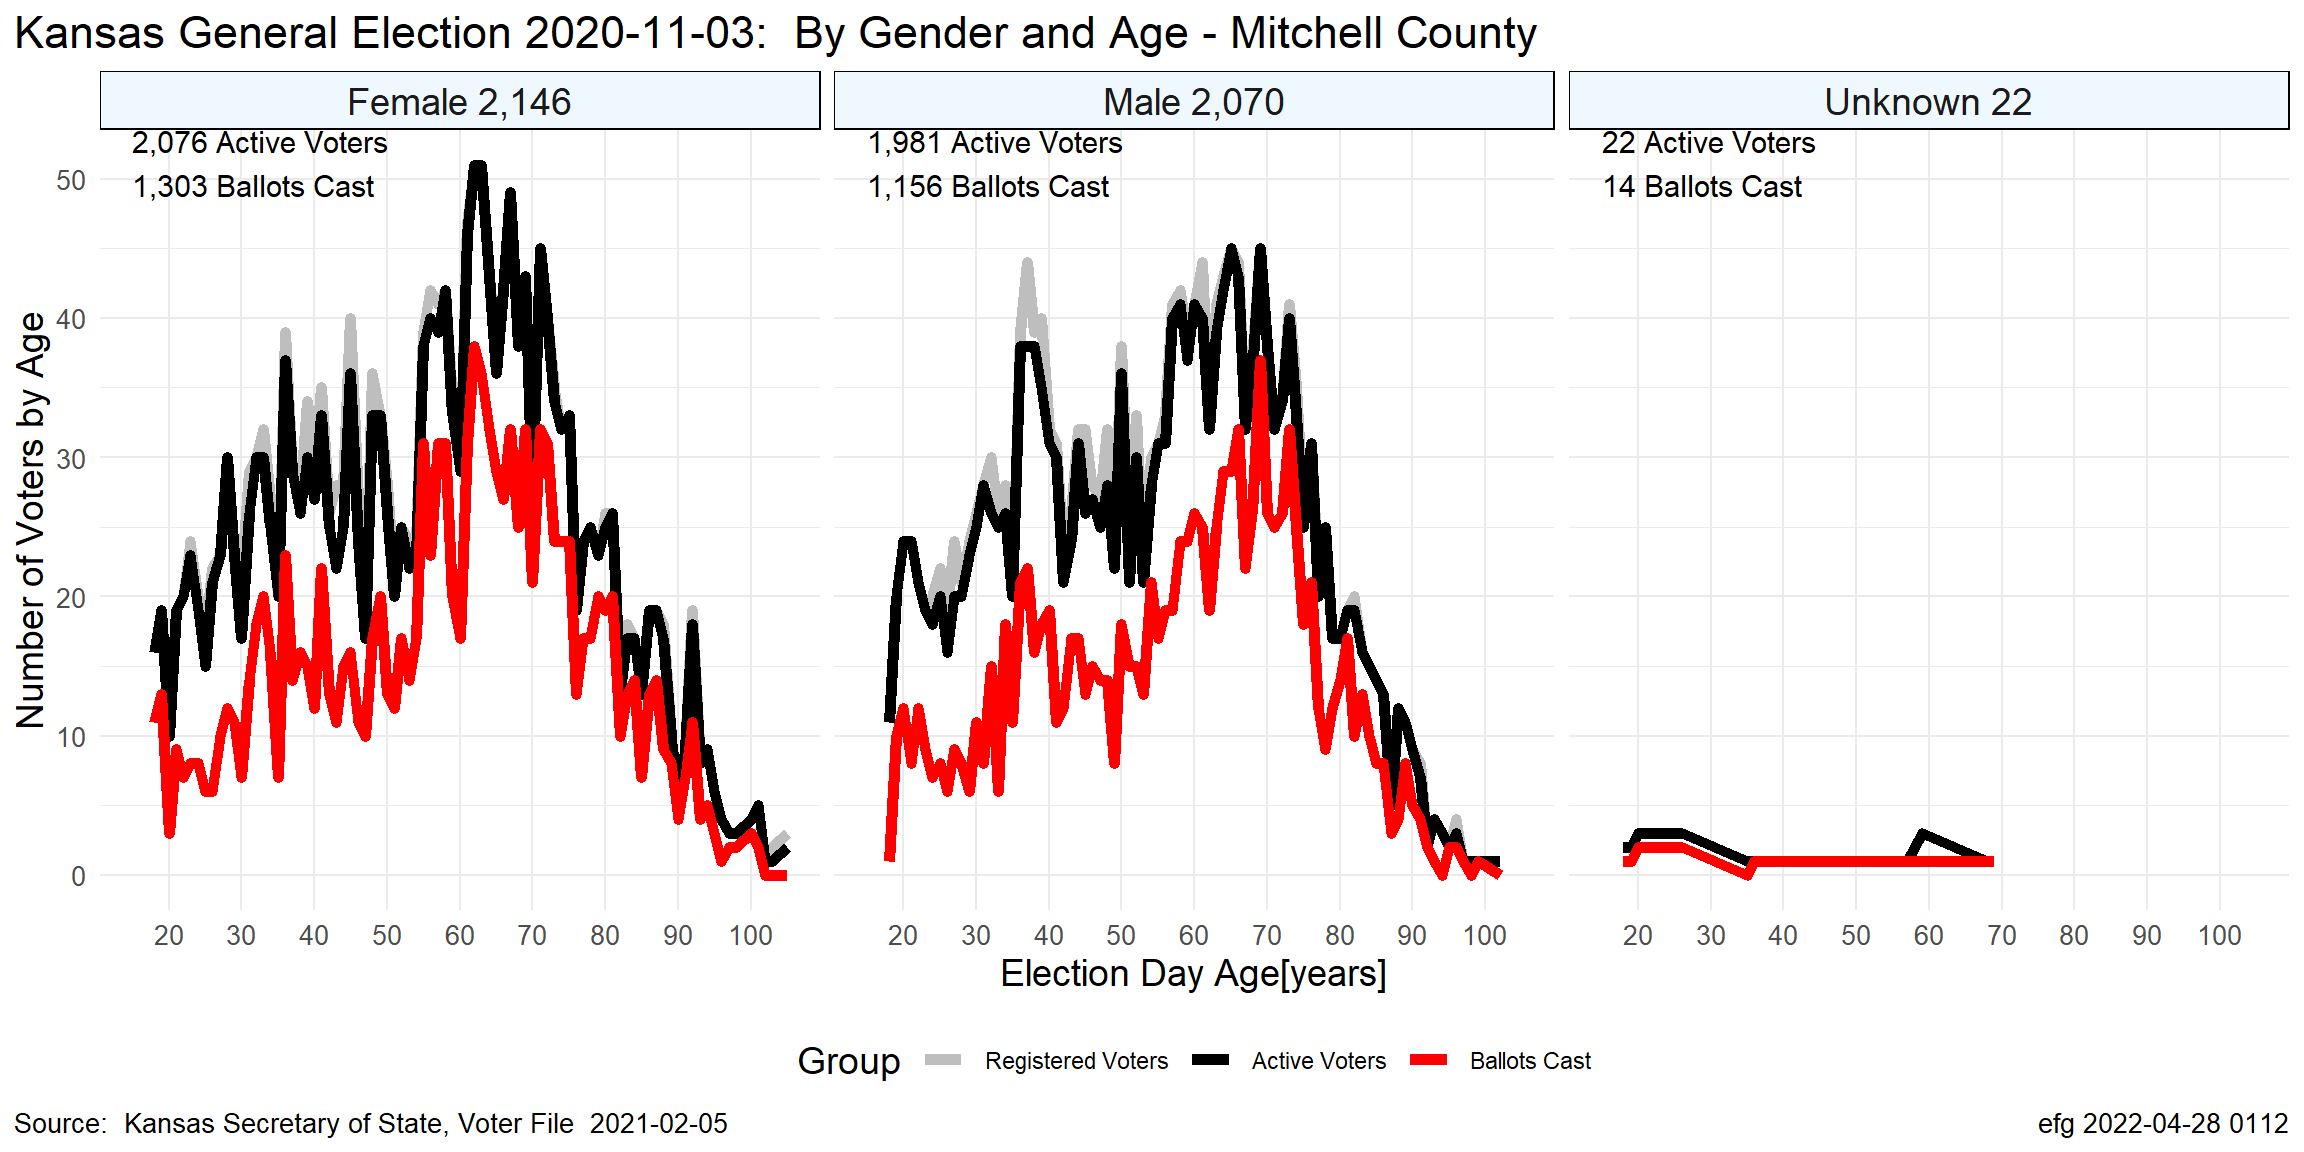 Kansas General Election 2020-11-03:  By Gender and Age - Mitchell County
Female 2,146
Male 2,070
Unknown 22
2,076 Active Voters
1,303 Ballots Cast
1,981 Active Voters
1,156 Ballots Cast
22 Active Voters
14 Ballots Cast
Number of Voters by Age
50
40
30
20
10
0
20 30 40 50 60 70 80 90 100
20 30 40 50 60 70 80 90 100
20 30 40 50 60 70 80 90 100
Election Day Age[years]
Group Registered Voters Active Voters Ballots Cast
Source:  Kansas Secretary of State, Voter File  2021-02-05
efg 2022-04-28 0112